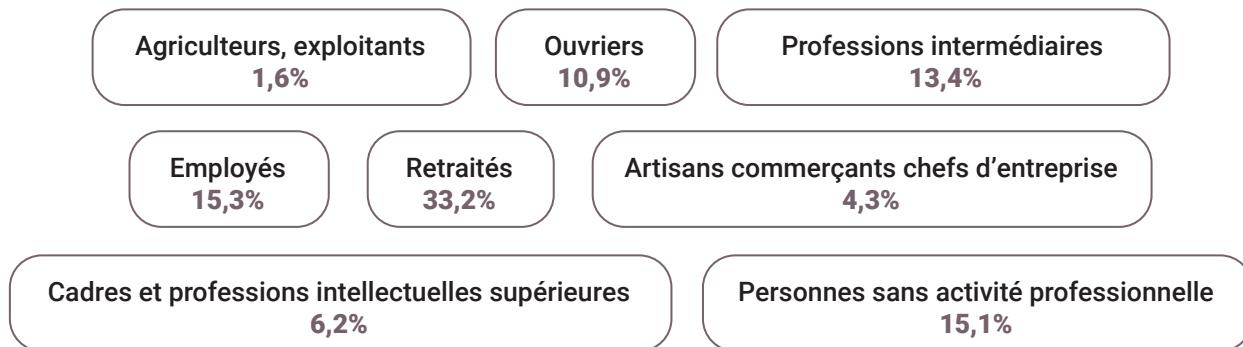 Agriculteurs, exploitants
1,6%
Ouvriers
10,9%
Professions intermédiaires
13,4%
Employés
15,3%
Retraités
33,2%
Artisans commerçants chefs d’entreprise
4,3%
Cadres et professions intellectuelles supérieures
6,2%
Personnes sans activité professionnelle
15,1%